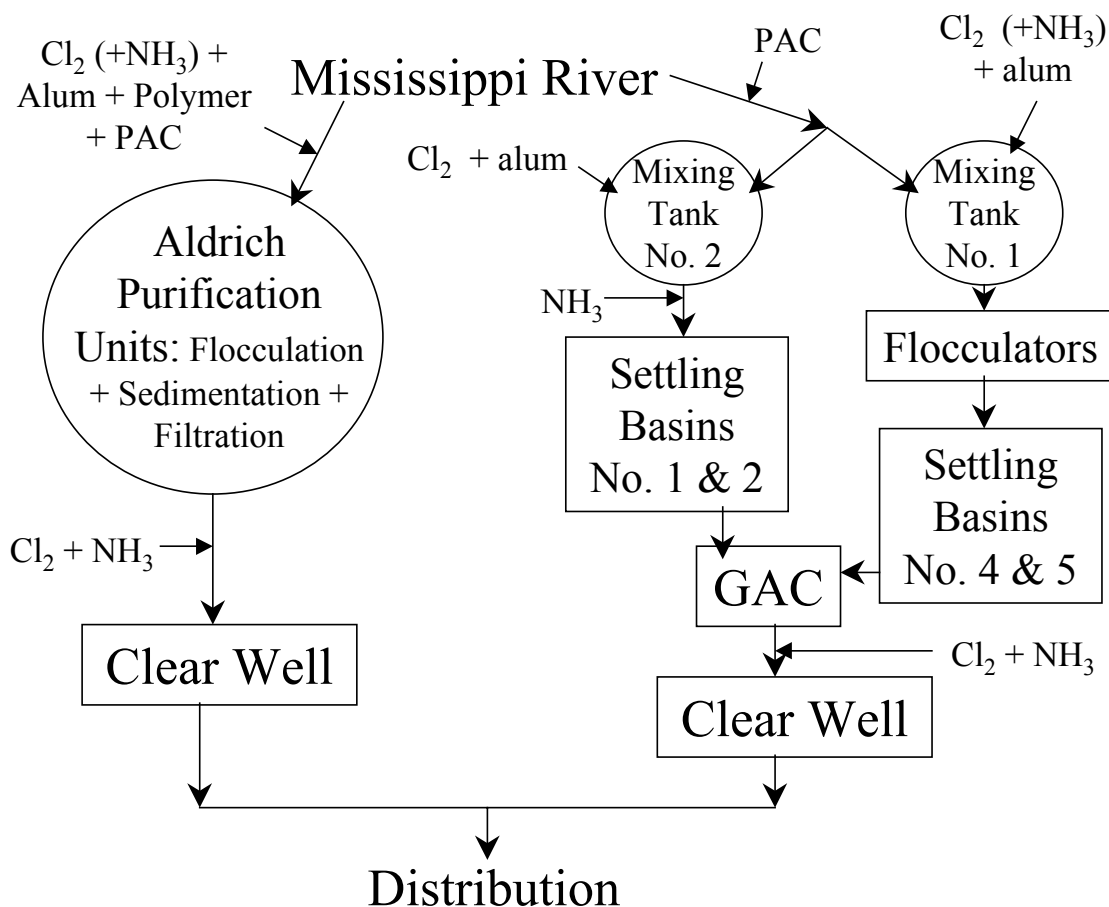 Cl2 (+NH3) +
Alum + Polymer
+ PAC
Mississippi River
PAC
Cl2 (+NH3)
+ alum
Cl2 + alum
Mixing
Tank
No. 2
Mixing
Tank
No. 1
Aldrich
Purification
Units: Flocculation
+ Sedimentation +
Filtration
NH3
Flocculators
Settling
Basins
No. 1 & 2
Settling
Basins
No. 4 & 5
Cl2 + NH3
GAC
Clear Well
Cl2 + NH3
Clear Well
Distribution